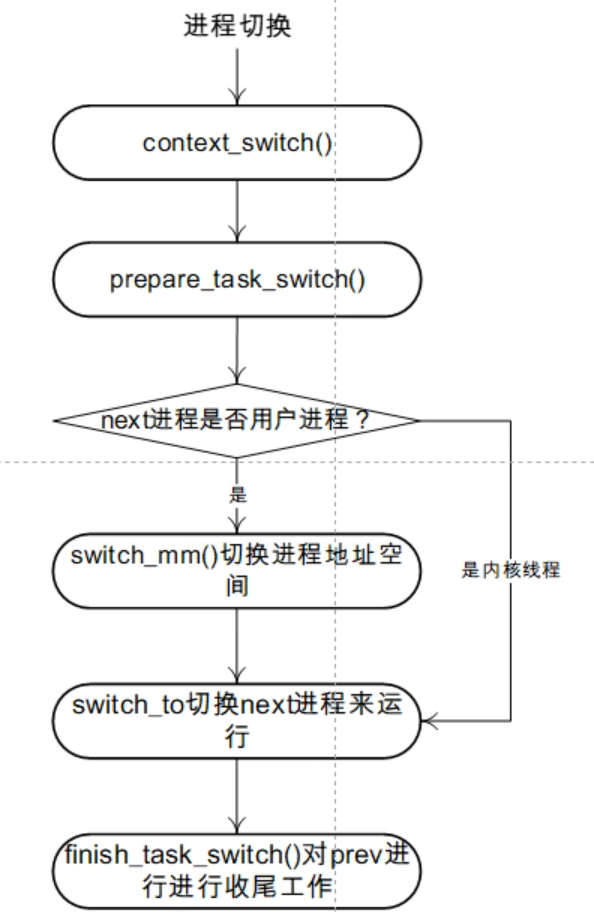 进程切换
context_switch()
prepare_task_switch()
next进程是否用户进程？
是
switch_mm()切换进程地址空
间
是内核线程
switch_to切换next进程来运
行
finish_task_switch()对prev进
行进行收尾工作